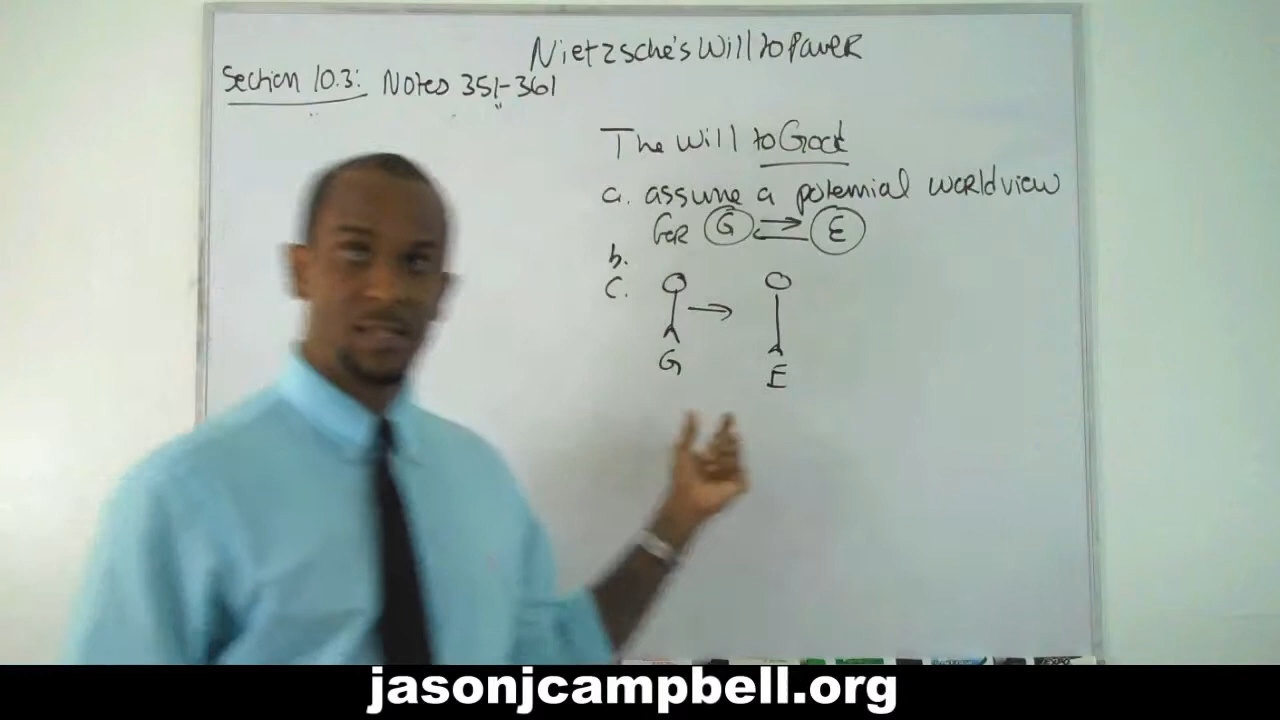 Nietzsche's Will to Power
Section 10.3: Notes 351-361
The Will to Good
a. assume a potential worldview
for G E
b.
c.
G E
EXPO
jasonjcampbell.org